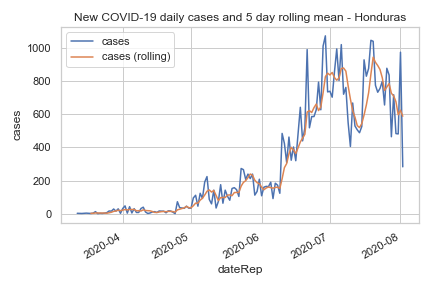 New COVID-19 daily cases and 5 day rolling mean - Honduras
cases
cases (rolling)
1000
800
600
400
200
0
cases
2020-04
2020-05
2020-06
2020-07
2020-08
dateRep